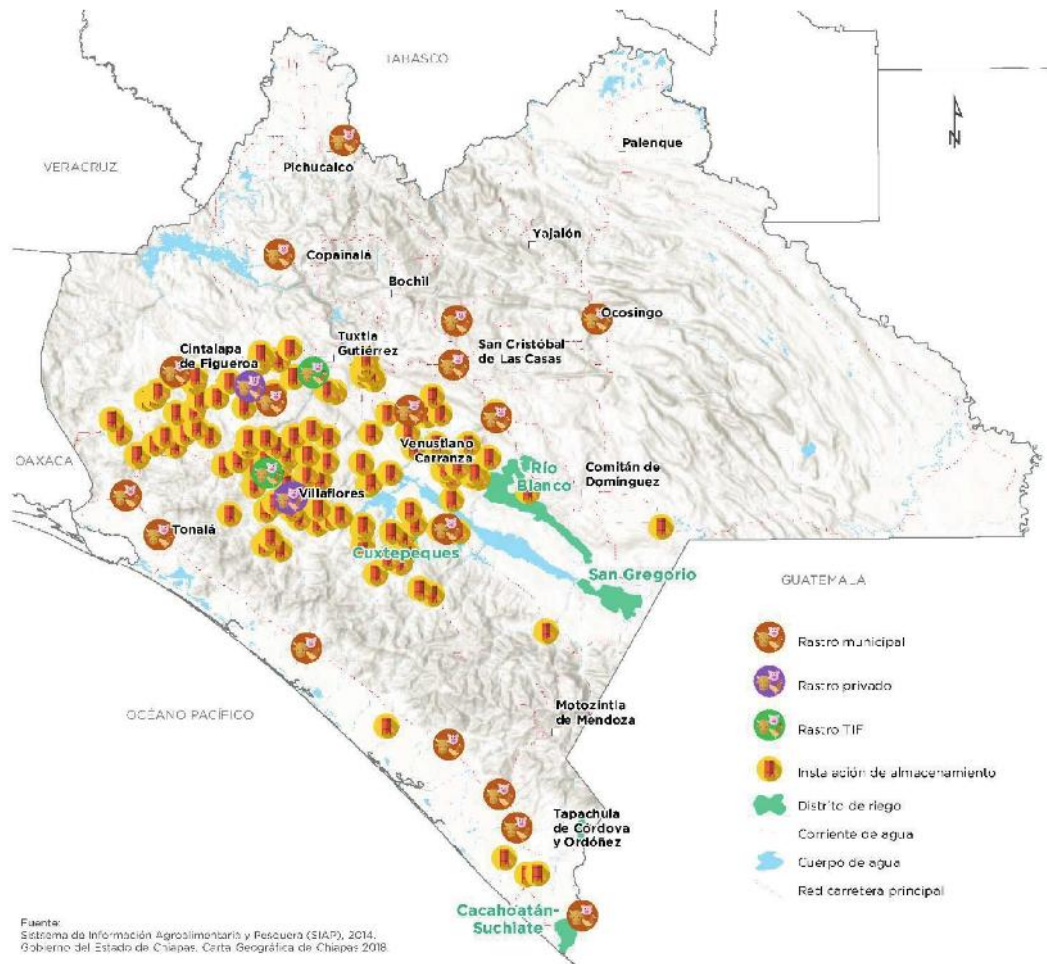 TABASCO
Palenque
VERACRUZ
Pichucalco
N
Yajalón
Copainalá
Bochil
Ocosingo
Tuxtla
Gutiérrez
San Cristóbal
de Las Casas
Cintalapa
de Figueroa
Venustiano
Carranza
OAXACA
Río
Blanco
Comitán de
Domínguez
Villaflores
Tonalá
Cuxtepeques
San Gregorio
GUATEMALA
Rastro municipal
Rastro privado
OCÉANO PACÍFICO
Motozintla
de Mendoza
Rastro TIF
Instalación de almacenamiento
Distrito de riego
Tapachula
de Córdova
y Ordóñez
Corriente de agua
Cuerpo de agua
Red carretera principal
Cacahoatán-
Suchiate
Fuente:
Sistema de Información Agroalimentaria y Pesquera (SIAP), 2014.
Gobierno del Estado de Chiapas. Carta Geográfica de Chiapas 2018.